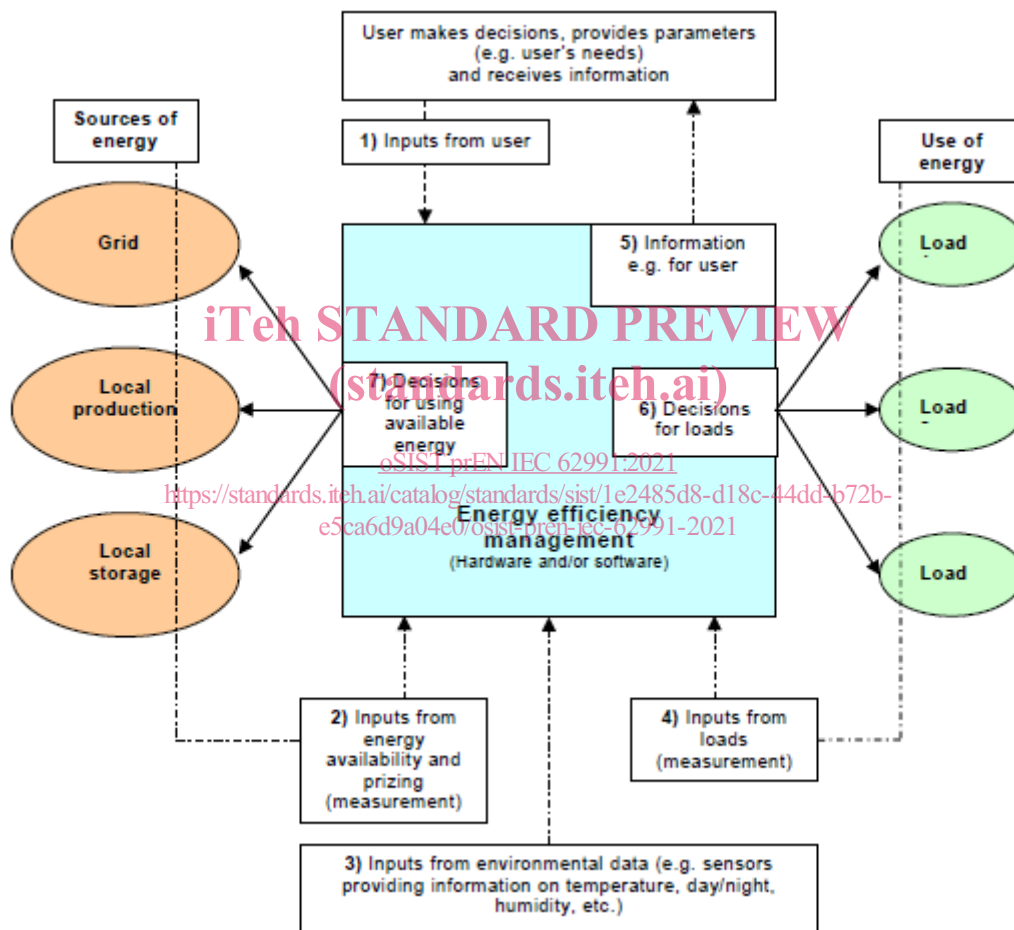 User makes decisions, provides parameters
(e.g. user's needs)
and receives information
Sources of
energy
1) Inputs from user
Use of
energy
Grid
5) Information
e.g. for user
Load
iTeh STANDARD PREVIEW
(standards.iteh.ai)
Local
production
7) Decisions
for using
available
energy
6) Decisions
for loads
Load
oSIST prEN IEC 62991:2021
https://standards.iteh.ai/catalog/standards/sist/1e2485d8-d18c-44dd-b72b-
e5ca6d9a04e0/osist-pren-iec-62991-2021
Energy efficiency
management
(Hardware and/or software)
Local
storage
Load
2) Inputs from
energy
availability and
prizing
(measurement)
4) Inputs from
loads
(measurement)
3) Inputs from environmental data (e.g. sensors
providing information on temperature, day/night,
humidity, etc.)